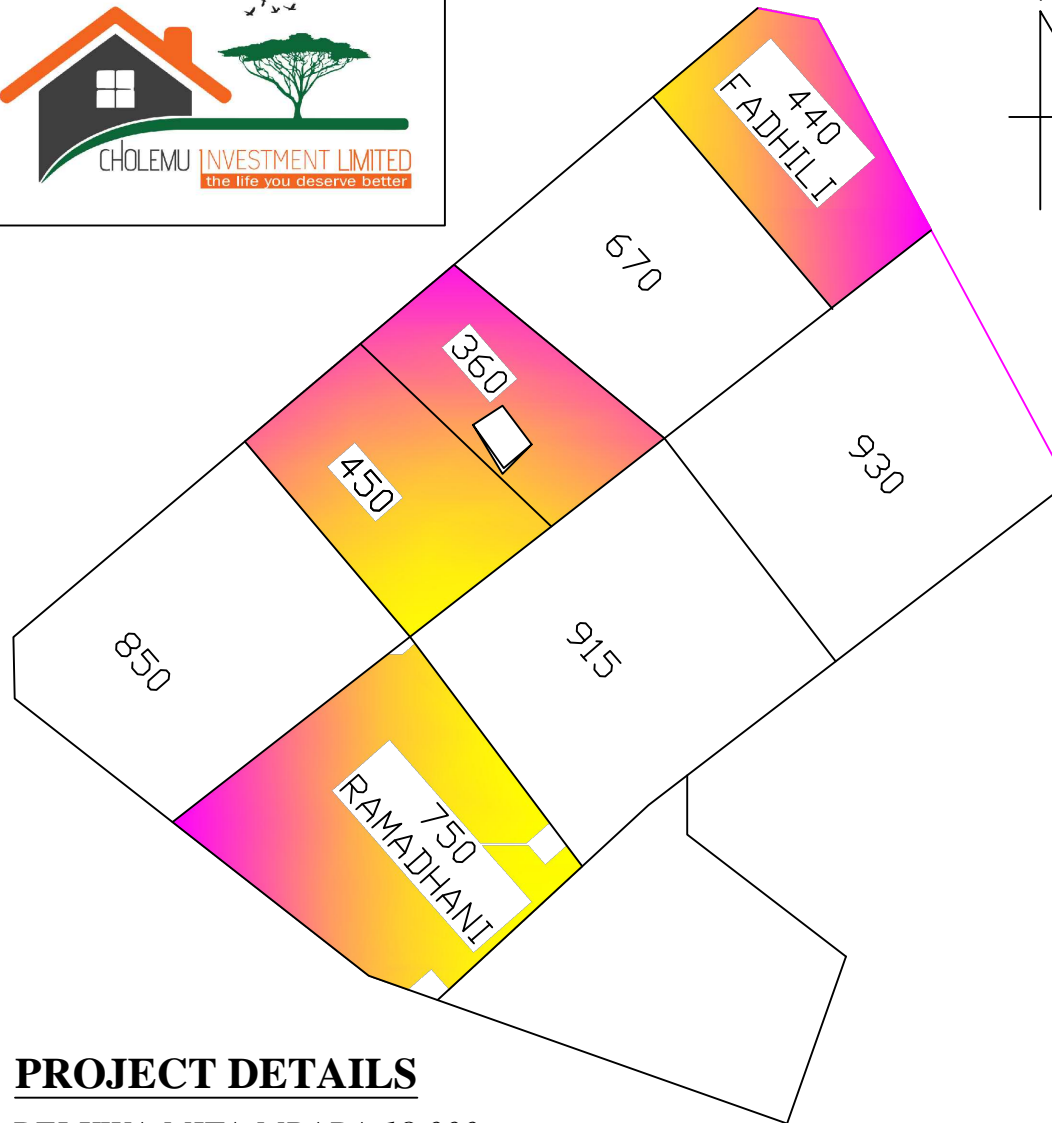 CHOLEMU INVESTMENT LIMITED
the life you deserve better
440
FADHILI
670
360
930
450
915
850
750
RAMADHANI
PROJECT DETAILS